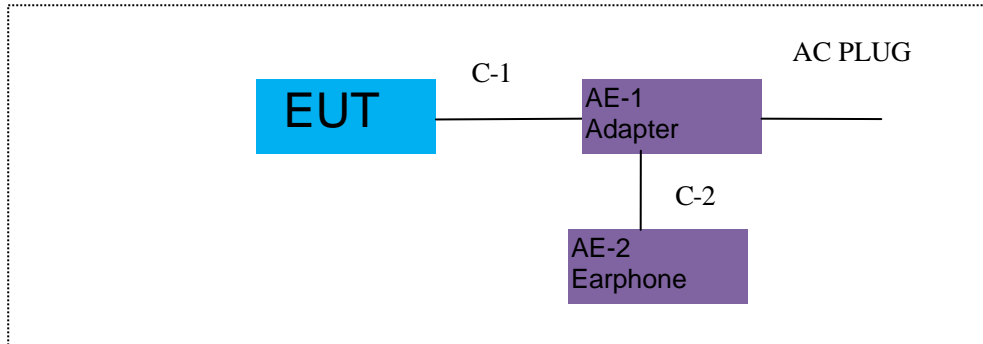 AC PLUG
C-1
EUT
AE-1
Adapter
C-2
AE-2
Earphone